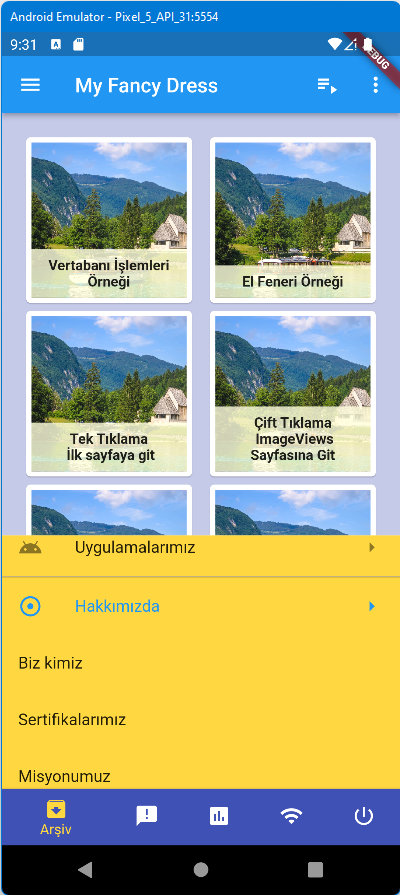 Android Emulator - Pixel_5_API_31:5554
9:31
A
DEBUG
My Fancy Dress
Vertabanı İşlemleri
Örneği
El Feneri Örneği
Tek Tıklama
İlk sayfaya git
Çift Tıklama
ImageViews
Sayfasına Git
Uygulamalarımız
Hakkımızda
Biz kimiz
Sertifikalarımız
Misyonumuz
Arşiv